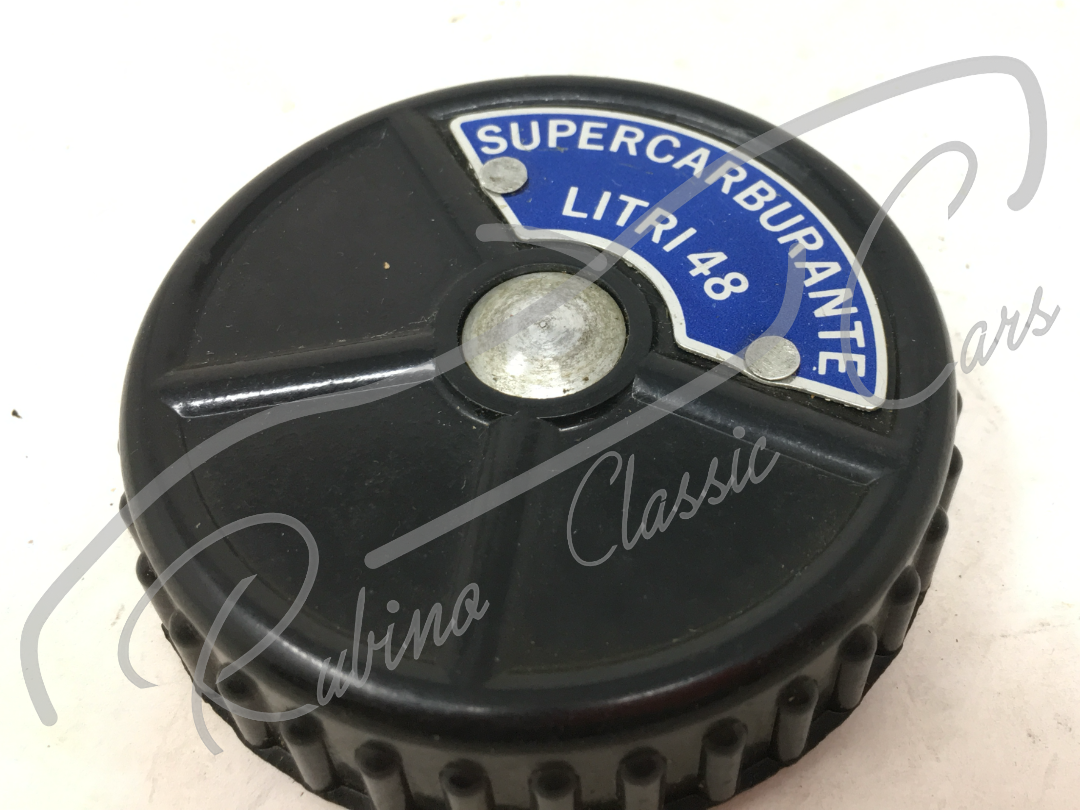 SUPERCARBURANTE
LITRI 48
Rubino Classic Cars